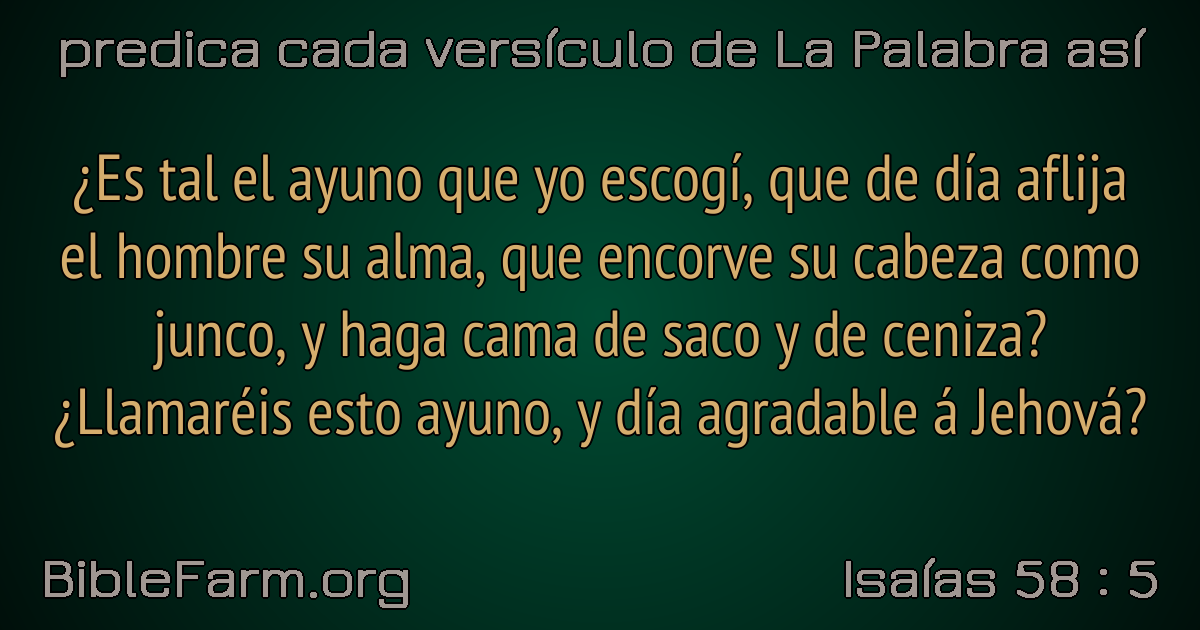 predica cada versículo de La Palabra así
¿Es tal el ayuno que yo escogí, que de día aflija
el hombre su alma, que encorve su cabeza como
junco, y haga cama de saco y de ceniza?
¿Llamaréis esto ayuno, y día agradable á Jehová?
BibleFarm.org
Isaías 58 : 5